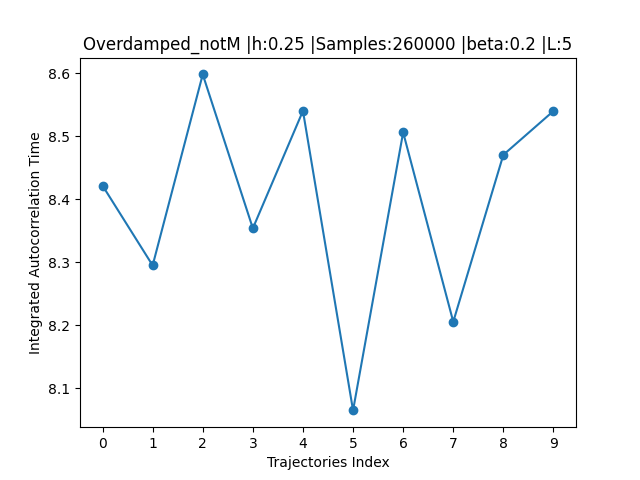 Overdamped_notM |h:0.25 |Samples:260000 |beta:0.2 |L:5
Integrated Autocorrelation Time
8.6
8.5
8.4
8.3
8.2
8.1
0 1 2 3 4 5 6 7 8 9
Trajectories Index